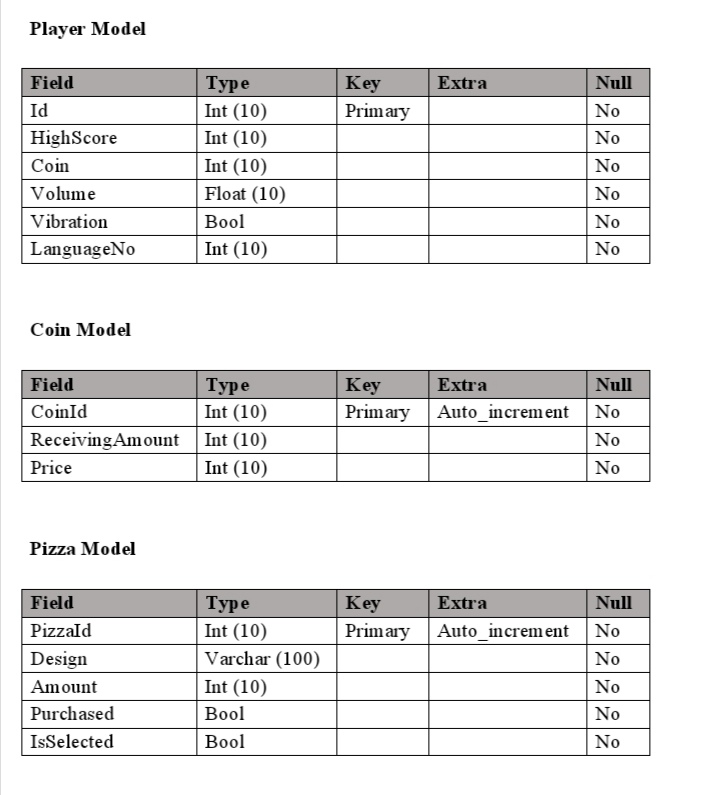 Player Model
Field Type Key Extra Null
Id Int (10) Primary No
HighScore Int (10) No
Coin Int (10) No
Volume Float (10) No
Vibration Bool No
LanguageNo Int (10) No
Coin Model
Field Type Key Extra Null
CoinId Int (10) Primary Auto_increment No
ReceivingAmount Int (10) No
Price Int (10) No
Pizza Model
Field Type Key Extra Null
PizzaId Int (10) Primary Auto_increment No
Design Varchar (100) No
Amount Int (10) No
Purchased Bool No
IsSelected Bool No